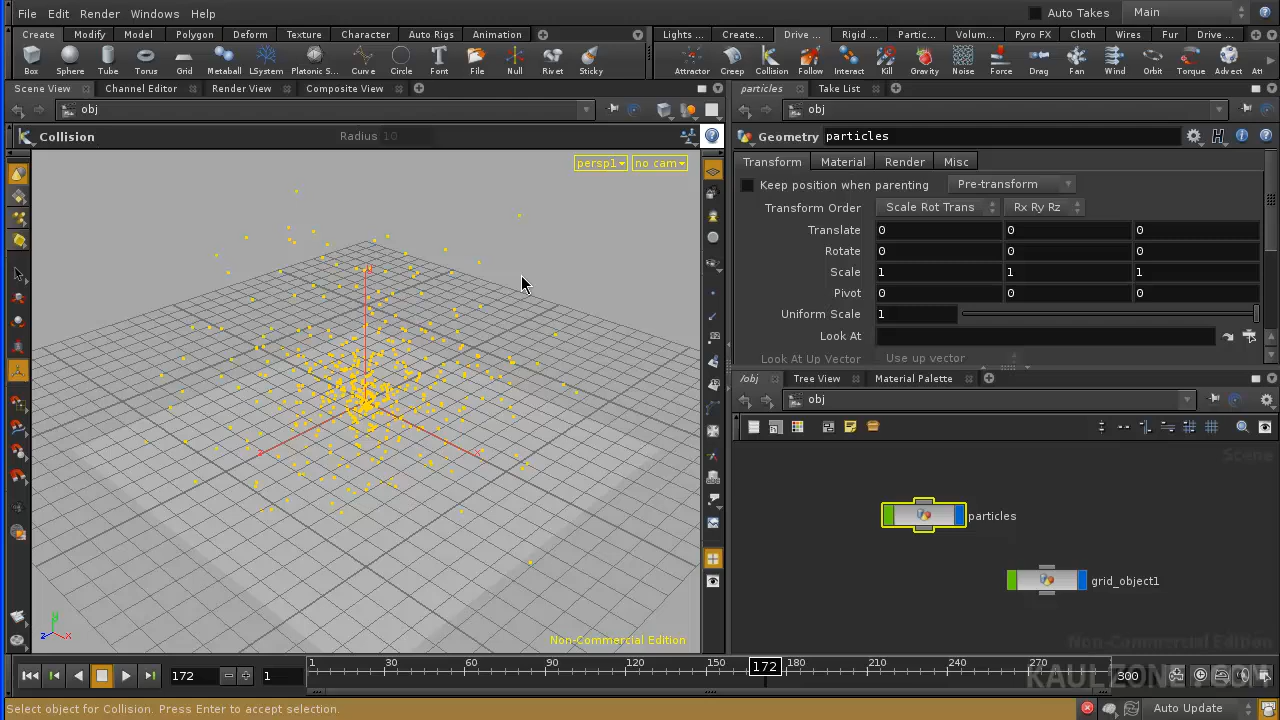 File Edit Render Windows Help Auto Takes Main
Create Modify Model Polygon Deform Texture Character Auto Rigs Animation Lights ... Create... Drive ... Rigid ... Partic... Volum... Pyro FX Cloth Wires Fur Drive ...
Box Sphere Tube Torus Grid Metaball LSystem Platonic S... Curve Circle Font File Null Rivet Sticky Attractor Creep Collision Follow Interact Kill Gravity Noise Force Drag Fan Wind Orbit Torque Advect
Scene View Channel Editor Render View Composite View particles Take List
obj obj
Collision Radius 10 Geometry particles
persp1 no cam Transform Material Render Misc
Keep position when parenting Pre-transform
Transform Order Scale Rot Trans Rx Ry Rz
Translate 0 0 0
Rotate 0 0 0
Scale 1 1 1
Pivot 0 0 0
Uniform Scale 1
Look At
Look At Up Vector Use up vector
/obj Tree View Material Palette
obj
Scene
particles
grid_object1
y
z x
Non-Commercial Edition
Non-Commercial Edition
172 1 1 30 60 90 120 150 172 180 210 240 270 300
Select object for Collision. Press Enter to accept selection. Auto Update